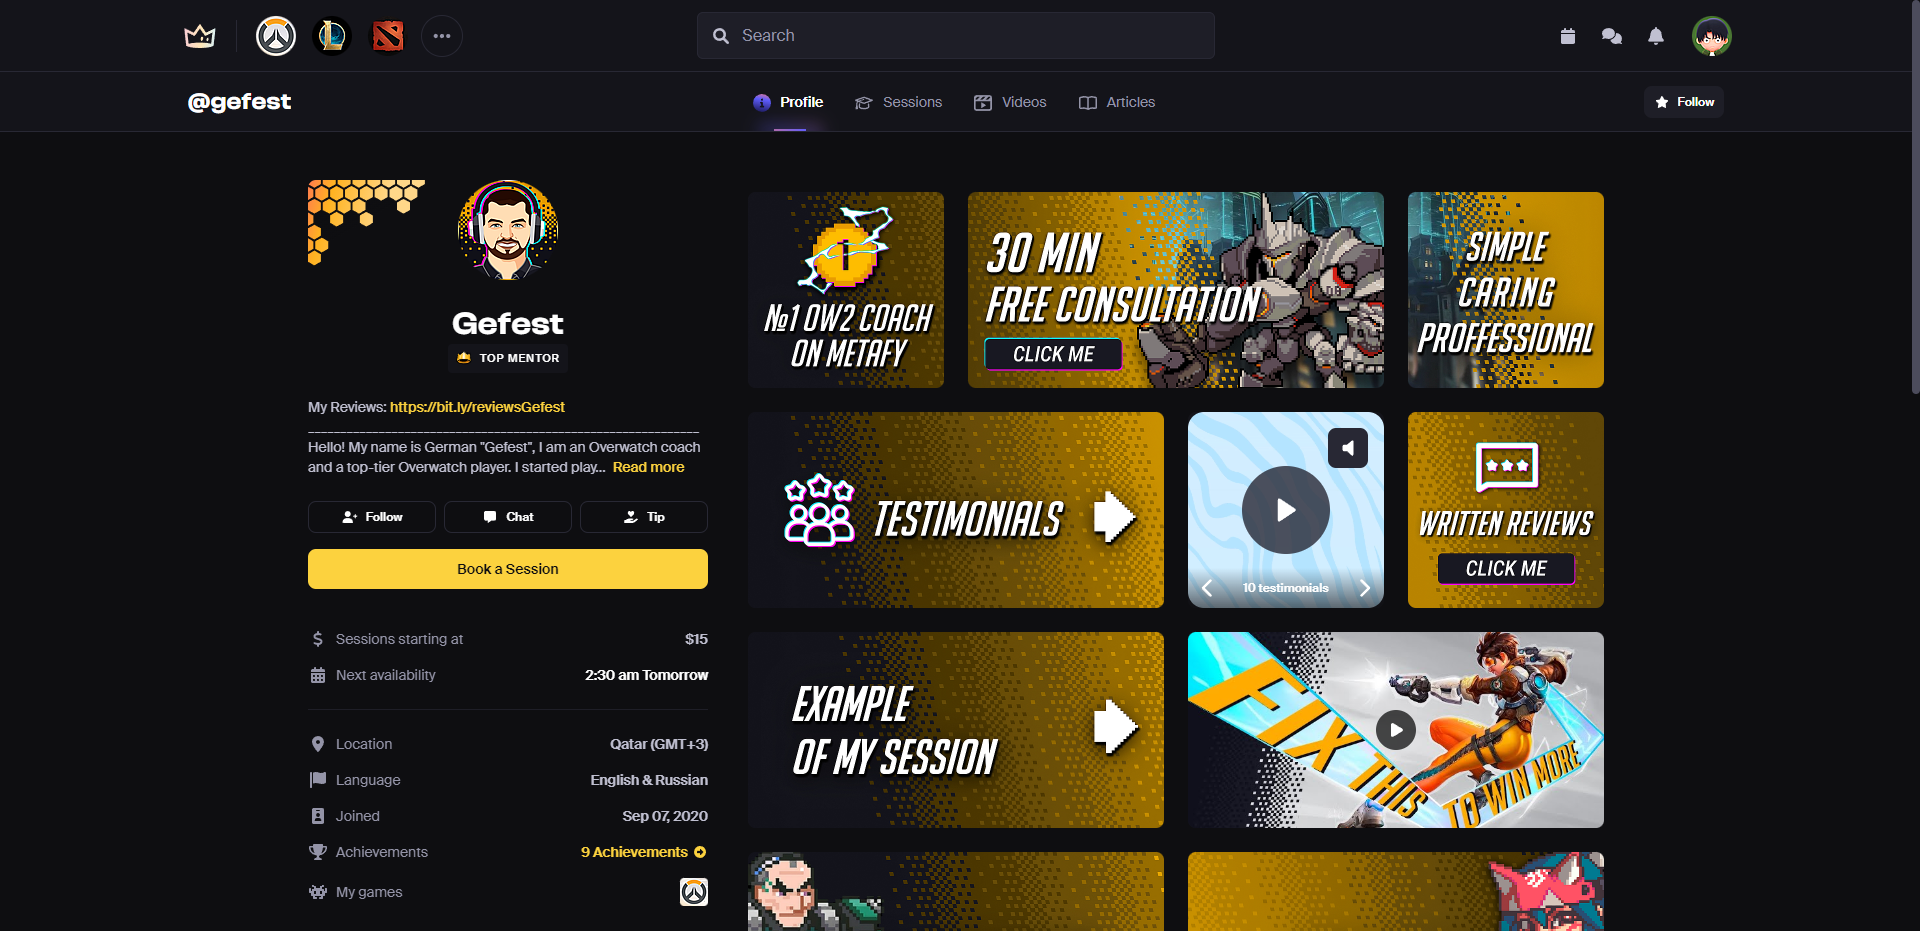 Search
@gefest
Profile
Sessions
Videos
Articles
Follow
Gefest
TOP MENTOR
My Reviews: https://bit.ly/reviewsGefest
Hello! My name is German "Gefest", I am an Overwatch coach
and a top-tier Overwatch player. I started play... Read more
Follow
Chat
Tip
Book a Session
Sessions starting at
$15
Next availability
2:30 am Tomorrow
Location
Qatar (GMT+3)
Language
English & Russian
Joined
Sep 07, 2020
Achievements
9 Achievements
My games
№1 OW2 COACH
ON METAFY
30 MIN
FREE CONSULTATION
CLICK ME
SIMPLE
CARING
PROFFESSIONAL
TESTIMONIALS
10 testimonials
WRITTEN REVIEWS
CLICK ME
EXAMPLE
OF MY SESSION
FIX THIS
TO WIN MORE